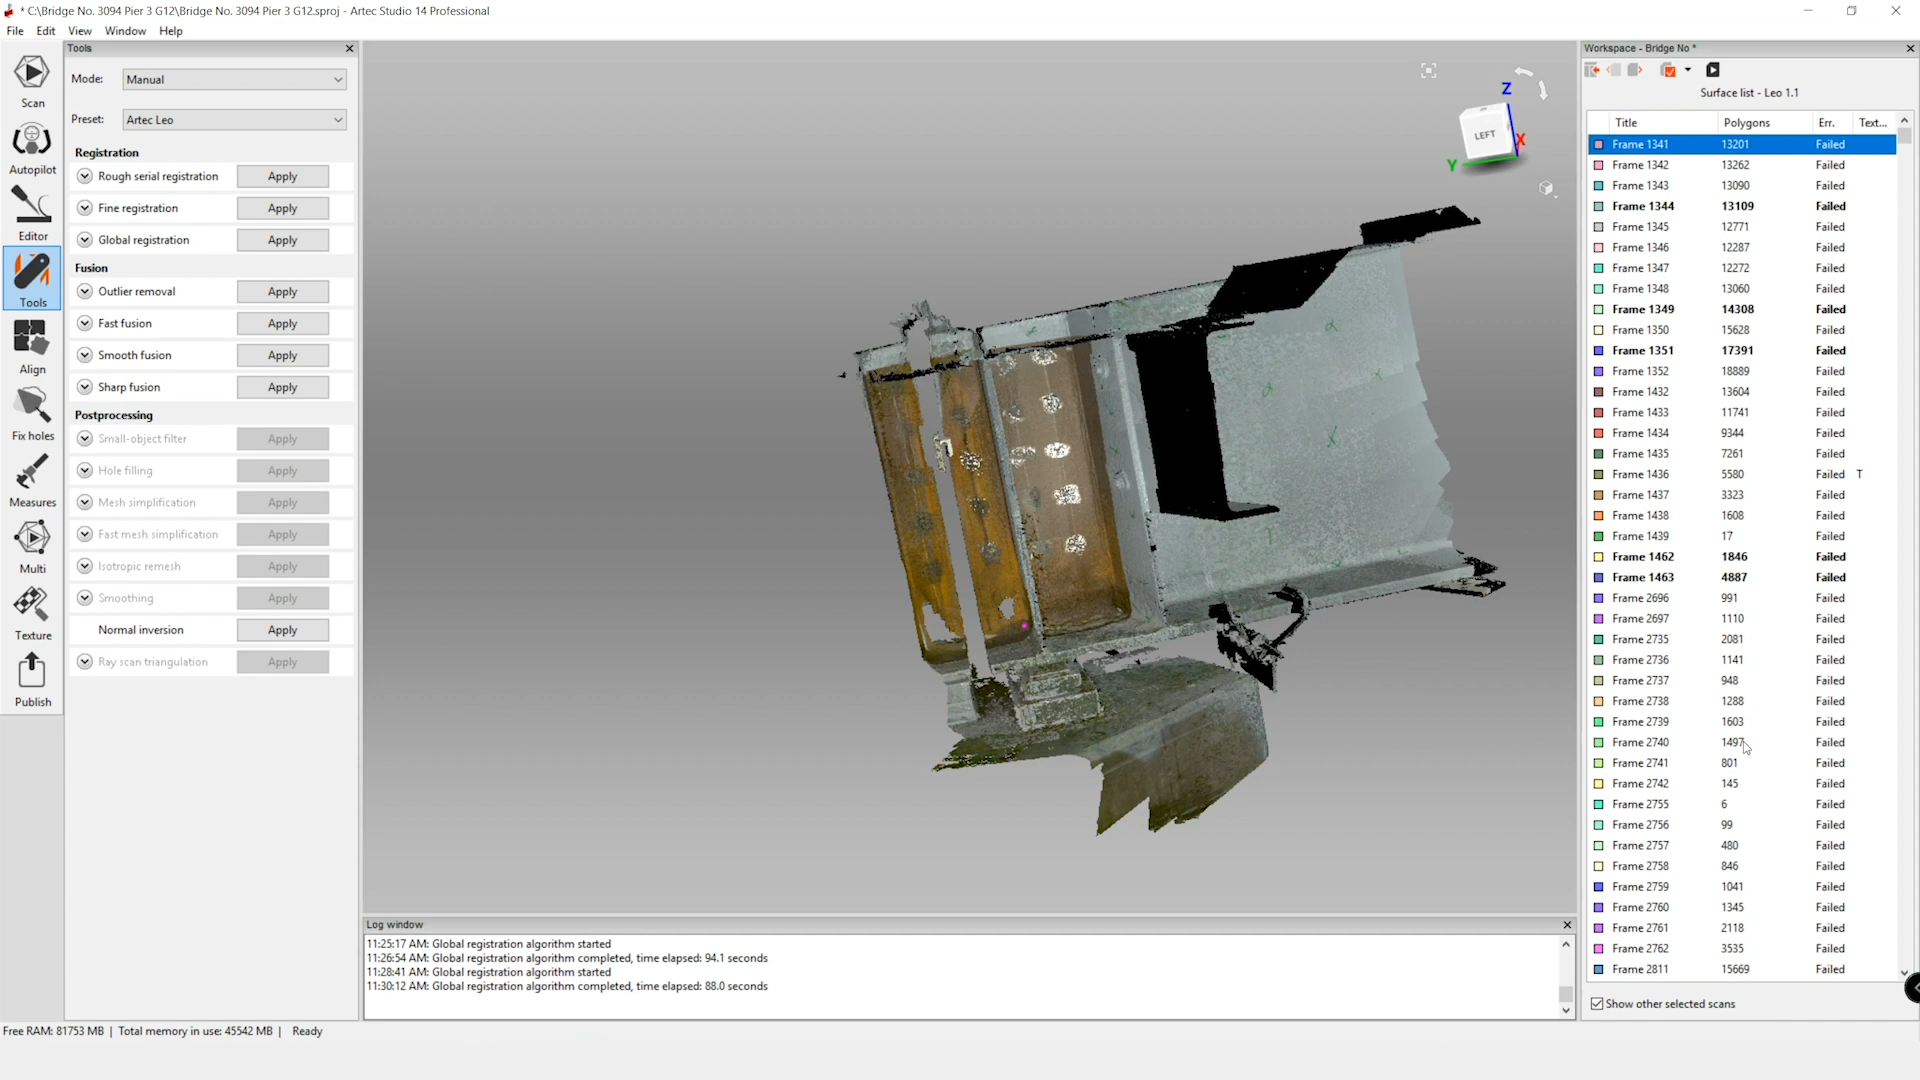 * C:\Bridge No. 3094 Pier 3 G12\Bridge No. 3094 Pier 3 G12.sproj - Artec Studio 14 Professional
File Edit View Window Help
Scan
Autopilot
Editor
Tools
Align
Fix holes
Measures
Multi
Texture
Publish
Tools
Mode: Manual
Preset: Artec Leo
Registration
Rough serial registration Apply
Fine registration Apply
Global registration Apply
Fusion
Outlier removal Apply
Fast fusion Apply
Smooth fusion Apply
Sharp fusion Apply
Postprocessing
Small-object filter Apply
Hole filling Apply
Mesh simplification Apply
Fast mesh simplification Apply
Isotropic remesh Apply
Smoothing Apply
Normal inversion Apply
Ray scan triangulation Apply
Z
LEFT
X
Y
Log window
11:25:17 AM: Global registration algorithm started
11:26:54 AM: Global registration algorithm completed, time elapsed: 94.1 seconds
11:28:41 AM: Global registration algorithm started
11:30:12 AM: Global registration algorithm completed, time elapsed: 88.0 seconds
Workspace - Bridge No *
Surface list - Leo 1.1
Title Polygons Err. Text...
Frame 1341 13201 Failed
Frame 1342 13262 Failed
Frame 1343 13090 Failed
Frame 1344 13109 Failed
Frame 1345 12771 Failed
Frame 1346 12287 Failed
Frame 1347 12272 Failed
Frame 1348 13060 Failed
Frame 1349 14308 Failed
Frame 1350 15628 Failed
Frame 1351 17391 Failed
Frame 1352 18889 Failed
Frame 1432 13604 Failed
Frame 1433 11741 Failed
Frame 1434 9344 Failed
Frame 1435 7261 Failed
Frame 1436 5580 Failed T
Frame 1437 3323 Failed
Frame 1438 1608 Failed
Frame 1439 17 Failed
Frame 1462 1846 Failed
Frame 1463 4887 Failed
Frame 2696 991 Failed
Frame 2697 1110 Failed
Frame 2735 2081 Failed
Frame 2736 1141 Failed
Frame 2737 948 Failed
Frame 2738 1288 Failed
Frame 2739 1603 Failed
Frame 2740 1497 Failed
Frame 2741 801 Failed
Frame 2742 145 Failed
Frame 2755 6 Failed
Frame 2756 99 Failed
Frame 2757 480 Failed
Frame 2758 846 Failed
Frame 2759 1041 Failed
Frame 2760 1345 Failed
Frame 2761 2118 Failed
Frame 2762 3535 Failed
Frame 2811 15669 Failed
Show other selected scans
Free RAM: 81753 MB | Total memory in use: 45542 MB | Ready